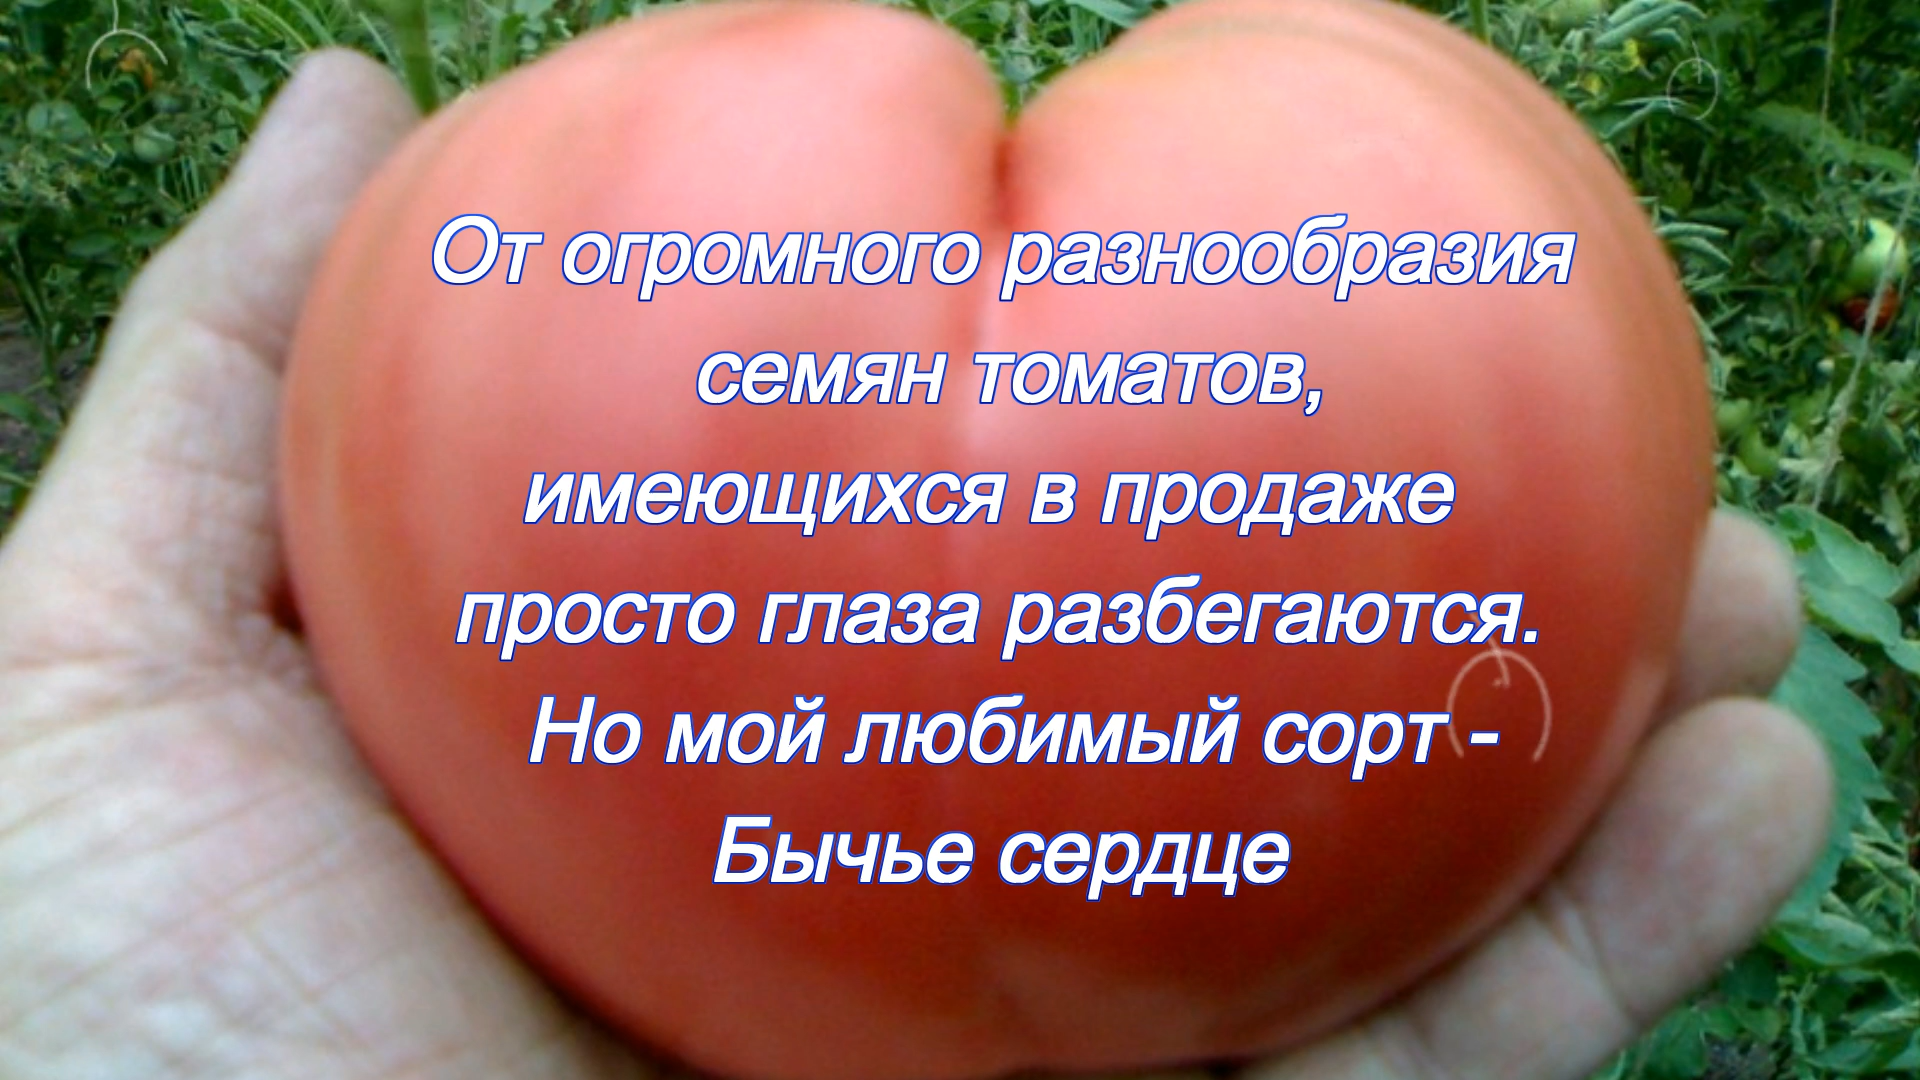 От огромного разнообразия
семян томатов,
имеющихся в продаже
просто глаза разбегаются.
Но мой любимый сорт -
Бычье сердце